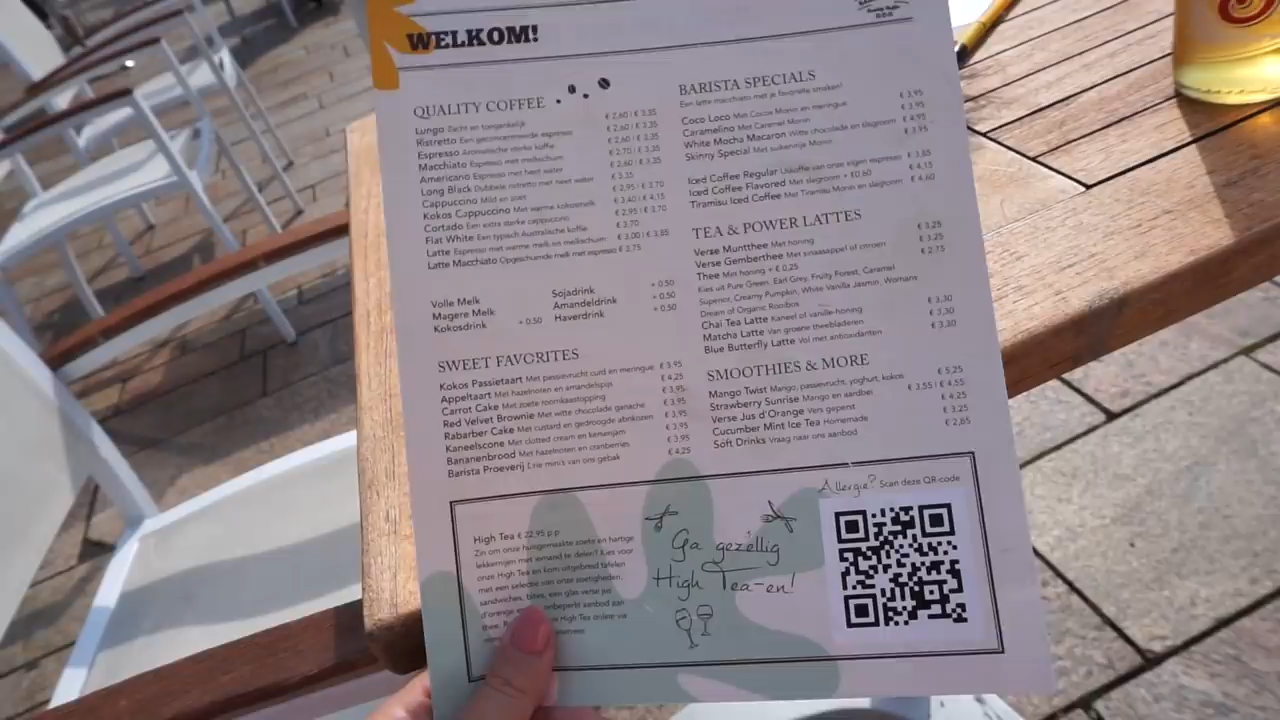 WELKOM!
QUALITY COFFEE
Lungo Zacht en toegankelijk € 2,60 | € 3,35
Ristretto Een geconcentreerde espresso € 2,60 | € 3,35
Espresso Aromatische sterke koffie € 2,60 | € 3,35
Macchiato Espresso met melkschuim € 2,70 | € 3,35
Americano Espresso met heet water € 2,60 | € 3,35
Long Black Dubbele ristretto met heet water € 3,35
Cappuccino Mild en zoet € 2,95 | € 3,70
Kokos Cappuccino Met warme kokosmelk € 3,40 | € 4,15
Cortado Een extra sterke cappuccino € 2,95 | € 3,70
Flat White Een typisch Australische koffie € 3,70
Latte Espresso met warme melk en melkschuim € 3,00 | € 3,85
Latte Macchiato Opgeschuimde melk met espresso € 3,75
Volle Melk
Magere Melk
Kokosdrink + 0.50
Sojadrink + 0.50
Amandeldrink + 0.50
Haverdrink + 0.50
SWEET FAVORITES
Kokos Passietaart Met passievrucht curd en meringue € 3,95
Appeltaart Met hazelnoten en amandelspijs € 4,25
Carrot Cake Met zoete roomkaastopping € 3,95
Red Velvet Brownie Met witte chocolade ganache € 3,95
Rabarber Cake Met custard en gedroogde abrikozen € 3,95
Kaneelscone Met clotted cream en kersenjam € 3,95
Bananenbrood Met hazelnoten en cranberries € 3,95
Barista Proeverij Drie mini's van ons gebak € 4,25
BARISTA SPECIALS
Een latte macchiato met je favoriete smaken!
Coco Loco Met Cocos Monin en meringue € 3,95
Caramelino Met Caramel Monin € 3,95
White Mocha Macaron Witte chocolade en slagroom € 4,95
Skinny Special Met suikervrije Monin € 3,95
Iced Coffee Regular IJskoffie van onze eigen espresso € 3,85
Iced Coffee Flavored Met slagroom + €0,60 € 4,15
Tiramisu Iced Coffee Met Tiramisu Monin en slagroom € 4,60
TEA & POWER LATTES
Verse Muntthee Met honing € 3,25
Verse Gemberthee Met sinaasappel of citroen € 3,25
Thee Met honing + € 0,25 € 2,75
Kies uit Pure Green, Earl Grey, Fruity Forest, Caramel
Superior, Creamy Pumpkin, White Vanilla Jasmin, Womans
Dream of Organic Rooibos
Chai Tea Latte Kaneel of vanille-honing € 3,30
Matcha Latte Van groene theebladeren € 3,30
Blue Butterfly Latte Vol met antioxidanten € 3,30
SMOOTHIES & MORE
Mango Twist Mango, passievrucht, yoghurt, kokos € 5,25
Strawberry Sunrise Mango en aardbei € 3,55 | € 4,55
Verse Jus d'Orange Vers geperst € 4,25
Cucumber Mint Ice Tea Homemade € 3,25
Soft Drinks Vraag naar ons aanbod € 2,65
High Tea € 22,95 p.p
Zin om onze huisgemaakte zoete en hartige
lekkernijen met iemand te delen? Kies voor
onze High Tea en kom uitgebreid tafelen
met een selectie van onze zoetigheden,
sandwiches, bites, een glas verse jus
d'orange onbeperkt aanbod aan
thee. High Tea online via
Ga gezellig
High Tea-en!
Allergie? Scan deze QR-code